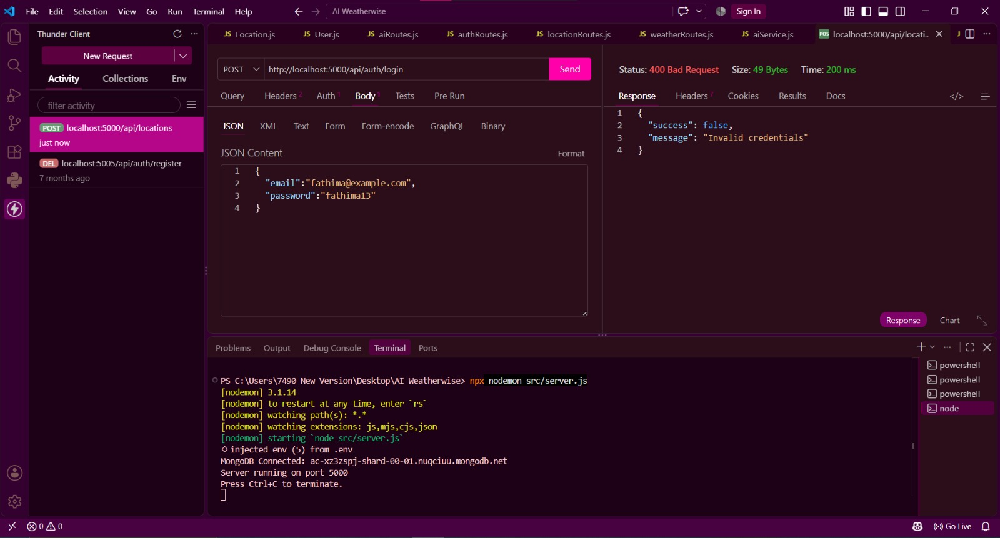 File Edit Selection View Go Run Terminal Help
AI Weatherwise
Sign In
Thunder Client
New Request
Activity Collections Env
filter activity
POST localhost:5000/api/locations
just now
DEL localhost:5005/api/auth/register
7 months ago
JS Location.js JS User.js JS aiRoutes.js JS authRoutes.js JS locationRoutes.js JS weatherRoutes.js JS aiService.js POS localhost:5000/api/locati.. J
POST http://localhost:5000/api/auth/login Send
Query Headers 2 Auth 1 Body 1 Tests Pre Run
JSON XML Text Form Form-encode GraphQL Binary
JSON Content Format
1 {
2 "email":"fathima@example.com",
3 "password":"fathima13"
4 }
Status: 400 Bad Request Size: 49 Bytes Time: 200 ms
Response Headers 7 Cookies Results Docs
</>
1 {
2 "success": false,
3 "message": "Invalid credentials"
4 }
Response Chart
Problems Output Debug Console Terminal Ports
PS C:\Users\7490 New Version\Desktop\AI Weatherwise> npx nodemon src/server.js
[nodemon] 3.1.14
[nodemon] to restart at any time, enter `rs`
[nodemon] watching path(s): *.*
[nodemon] watching extensions: js,mjs,cjs,json
[nodemon] starting `node src/server.js`
◇ injected env (5) from .env
MongoDB Connected: ac-xz3zspj-shard-00-01.nuqciuu.mongodb.net
Server running on port 5000
Press Ctrl+C to terminate.
powershell
powershell
powershell
node
0 0
Go Live